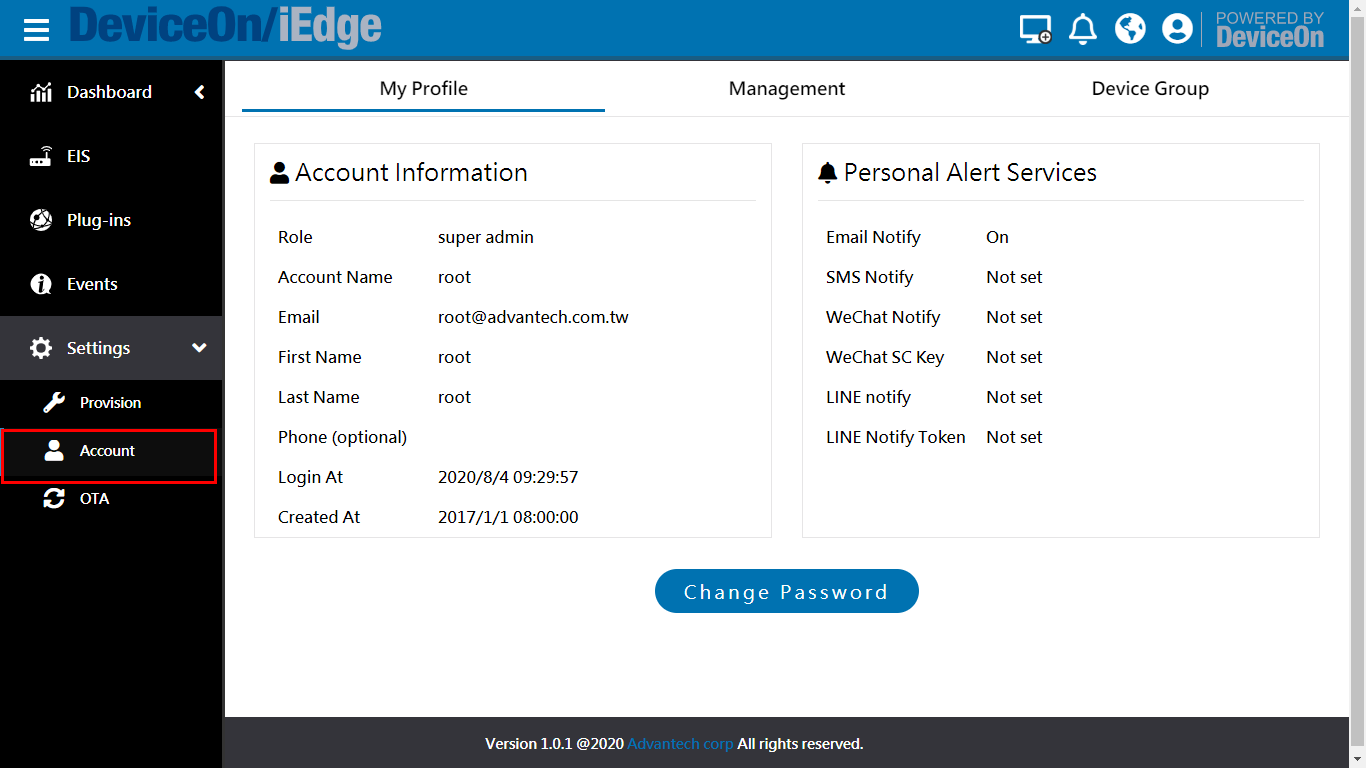 DeviceOn/iEdge
POWERED BY
DeviceOn
Dashboard
EIS
Plug-ins
Events
Settings
Provision
Account
OTA
My Profile Management Device Group
Account Information
Role super admin
Account Name root
Email root@advantech.com.tw
First Name root
Last Name root
Phone (optional)
Login At 2020/8/4 09:29:57
Created At 2017/1/1 08:00:00
Personal Alert Services
Email Notify On
SMS Notify Not set
WeChat Notify Not set
WeChat SC Key Not set
LINE notify Not set
LINE Notify Token Not set
Change Password
Version 1.0.1 @2020 Advantech corp All rights reserved.